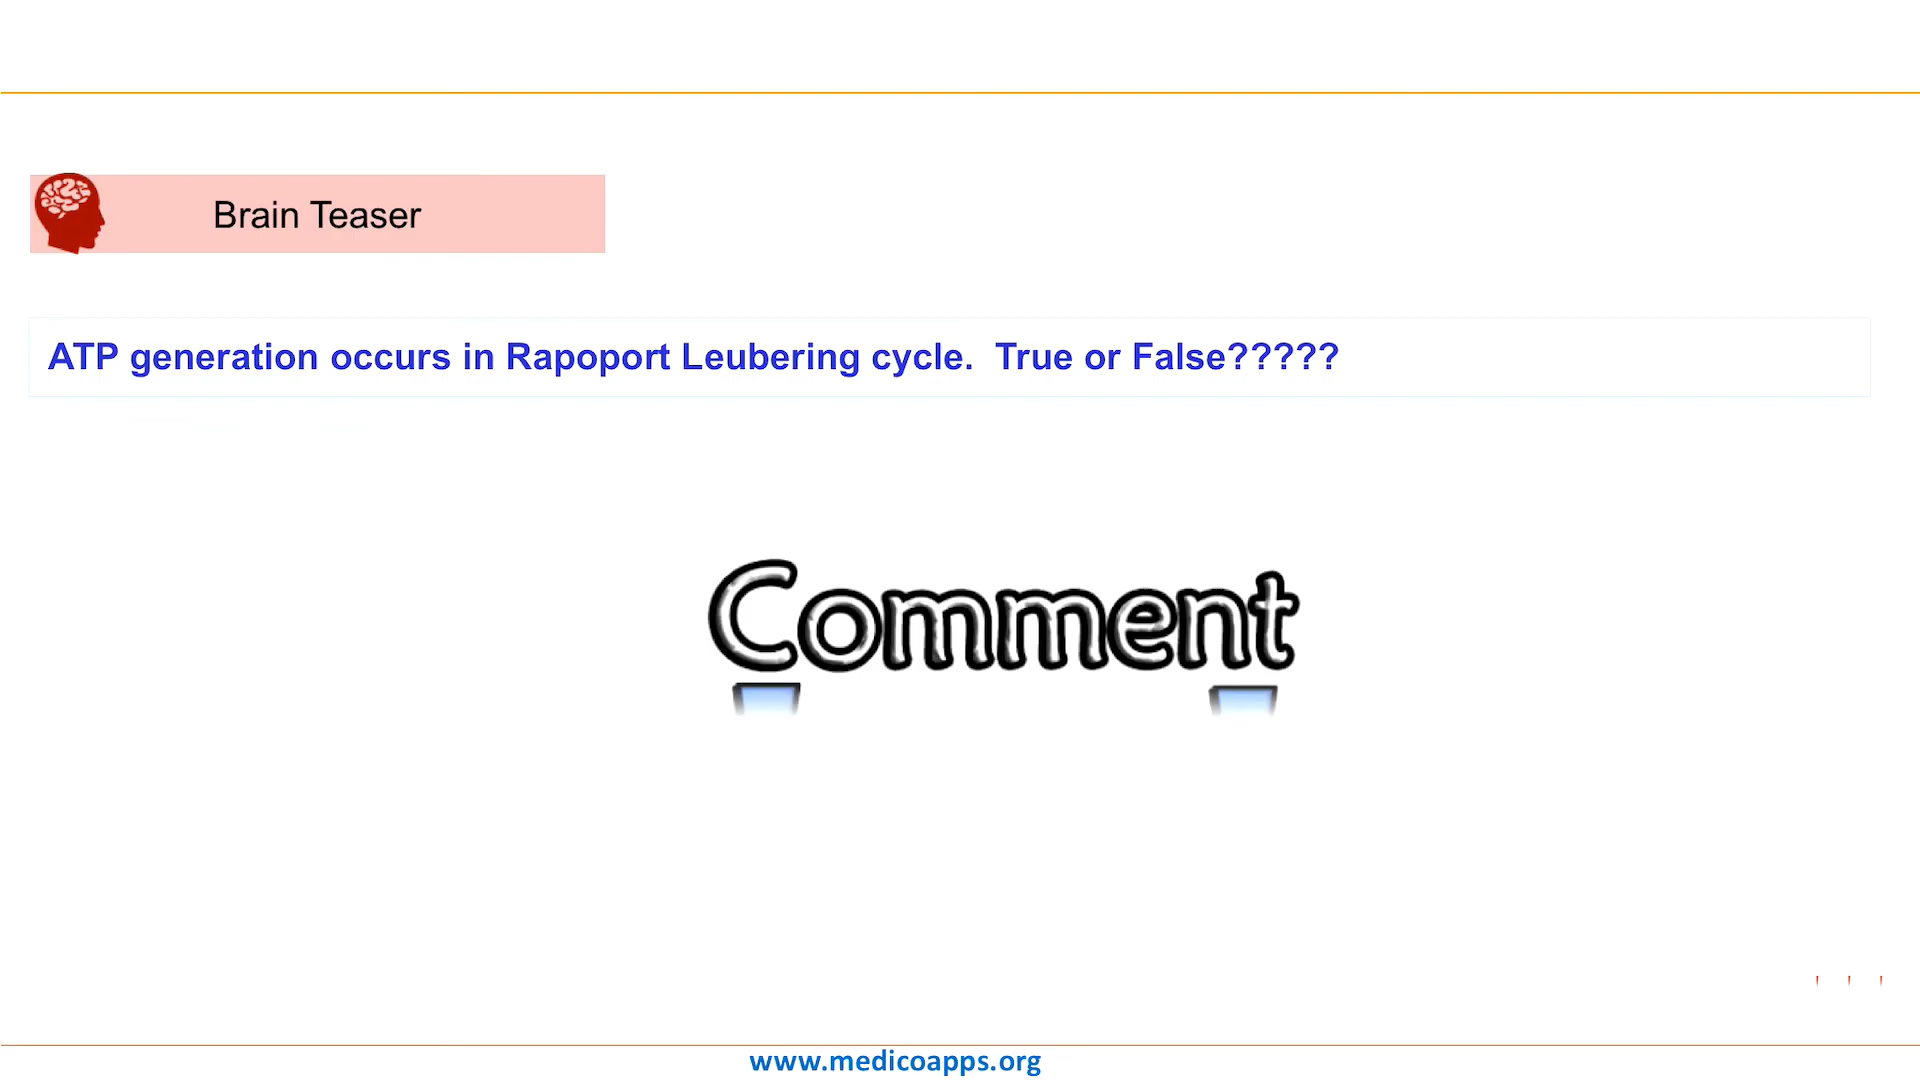 Brain Teaser
ATP generation occurs in Rapoport Leubering cycle.  True or False?????
Comment
www.medicoapps.org